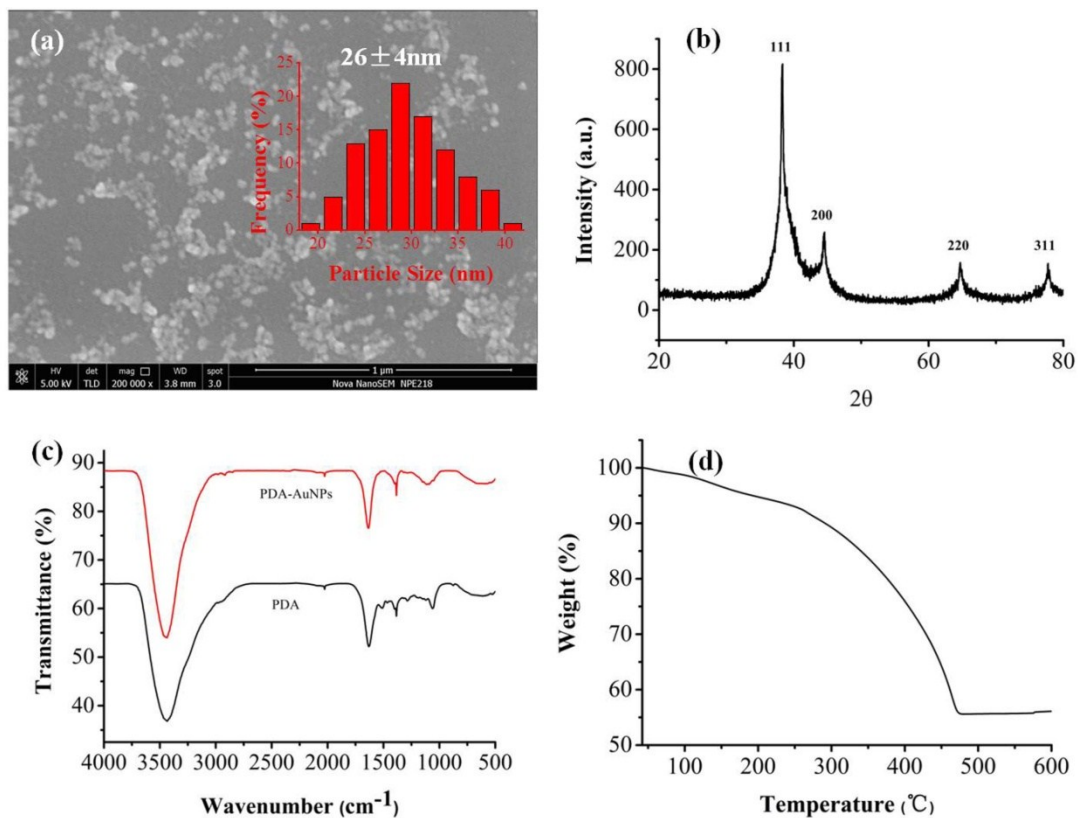 (a)
26±4nm
25
20
15
10
5
0
Frequency (%)
20 25 30 35 40
Particle Size (nm)
HV det mag WD spot
5.00 kV TLD 200 000 x 3.8 mm 3.0
1 µm
Nova NanoSEM NPE218
(b)
111
200
220
311
800
600
400
200
0
Intensity (a.u.)
20 40 60 80
2θ
(c)
90
80
70
60
50
40
Transmittance (%)
PDA-AuNPs
PDA
4000 3500 3000 2500 2000 1500 1000 500
Wavenumber (cm-1)
(d)
100
90
80
70
60
50
Weight (%)
100 200 300 400 500 600
Temperature (℃)